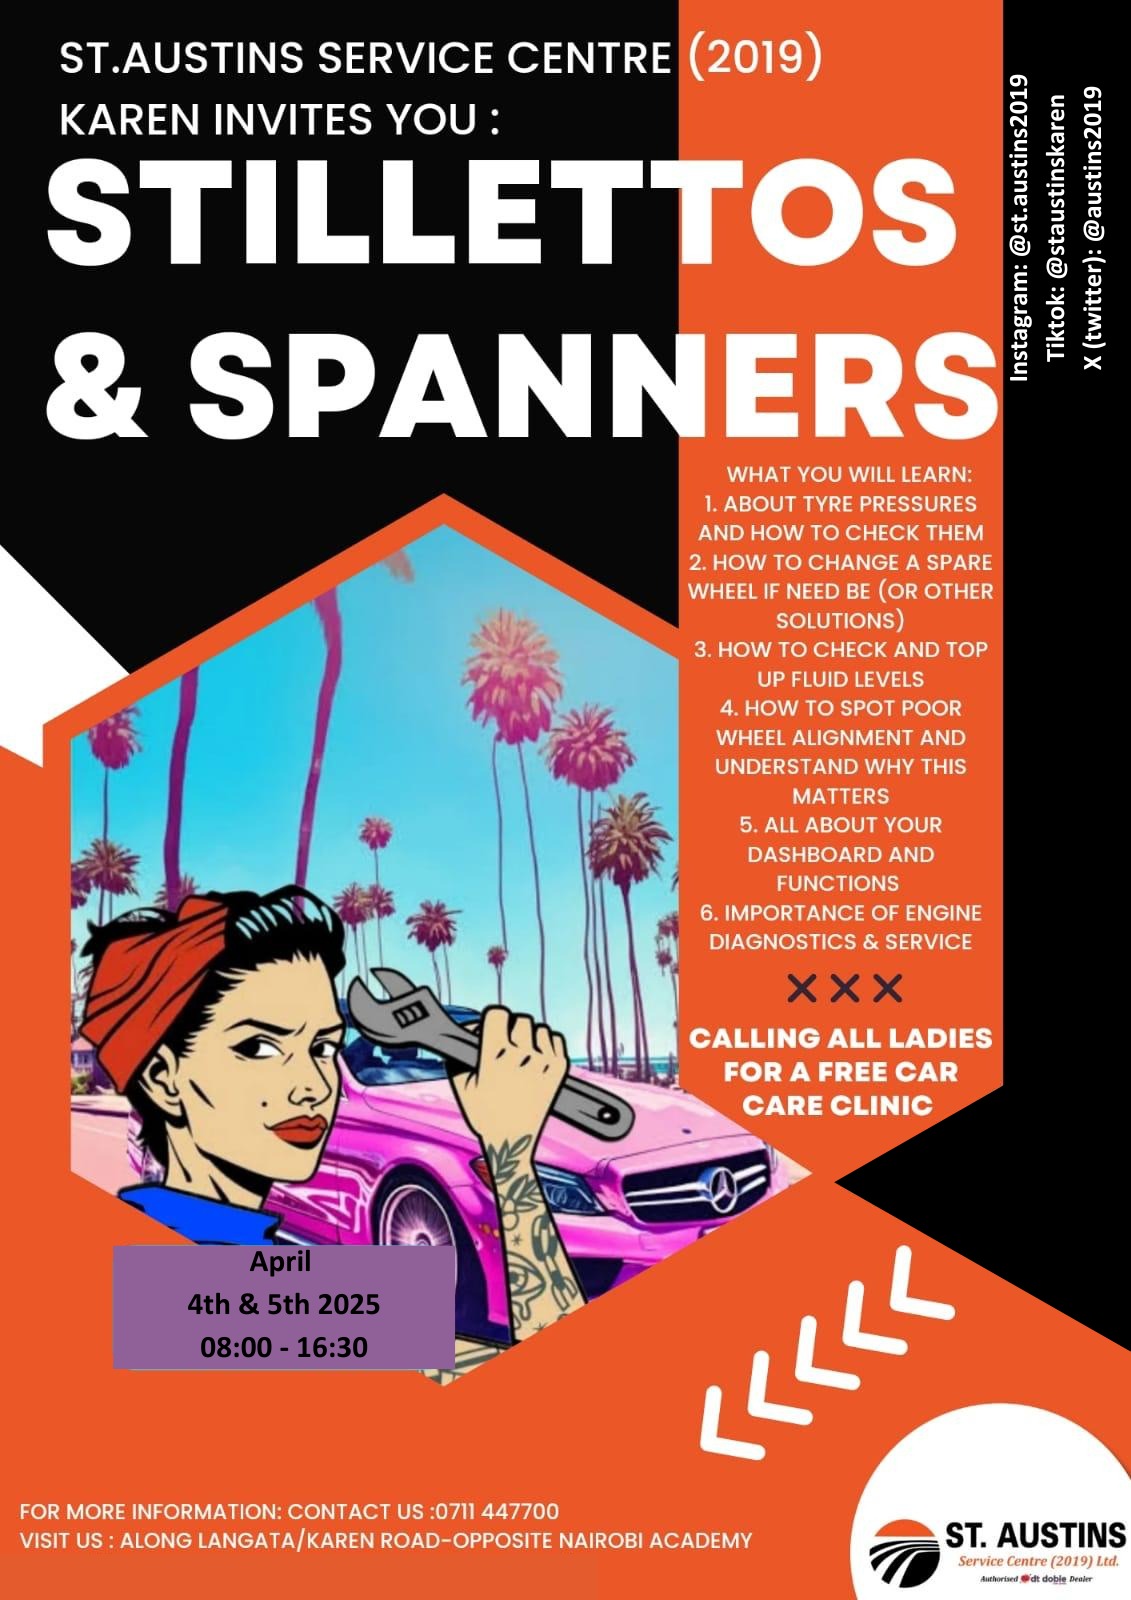 ST.AUSTINS SERVICE CENTRE (2019)
KAREN INVITES YOU :
STILLETTOS
& SPANNERS
Instagram: @st.austins2019
Tiktok: @staustinskaren
X (twitter): @austins2019
WHAT YOU WILL LEARN:
1. ABOUT TYRE PRESSURES
AND HOW TO CHECK THEM
2. HOW TO CHANGE A SPARE
WHEEL IF NEED BE (OR OTHER
SOLUTIONS)
3. HOW TO CHECK AND TOP
UP FLUID LEVELS
4. HOW TO SPOT POOR
WHEEL ALIGNMENT AND
UNDERSTAND WHY THIS
MATTERS
5. ALL ABOUT YOUR
DASHBOARD AND
FUNCTIONS
6. IMPORTANCE OF ENGINE
DIAGNOSTICS & SERVICE
CALLING ALL LADIES
FOR A FREE CAR
CARE CLINIC
April
4th & 5th 2025
08:00 - 16:30
FOR MORE INFORMATION: CONTACT US :0711 447700
VISIT US : ALONG LANGATA/KAREN ROAD-OPPOSITE NAIROBI ACADEMY
ST. AUSTINS
Service Centre (2019) Ltd.
Authorised dt dobie Dealer